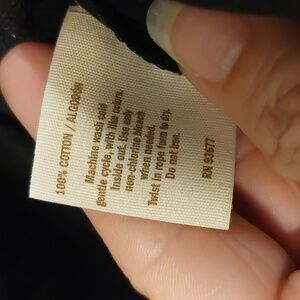 100% COTTON / ALGODÓN
Machine wash cold
gentle cycle, with like colors.
Inside out. Use only
non-chlorine bleach
when needed.
Twist in rope form to dry.
Do not iron.
RN 93677